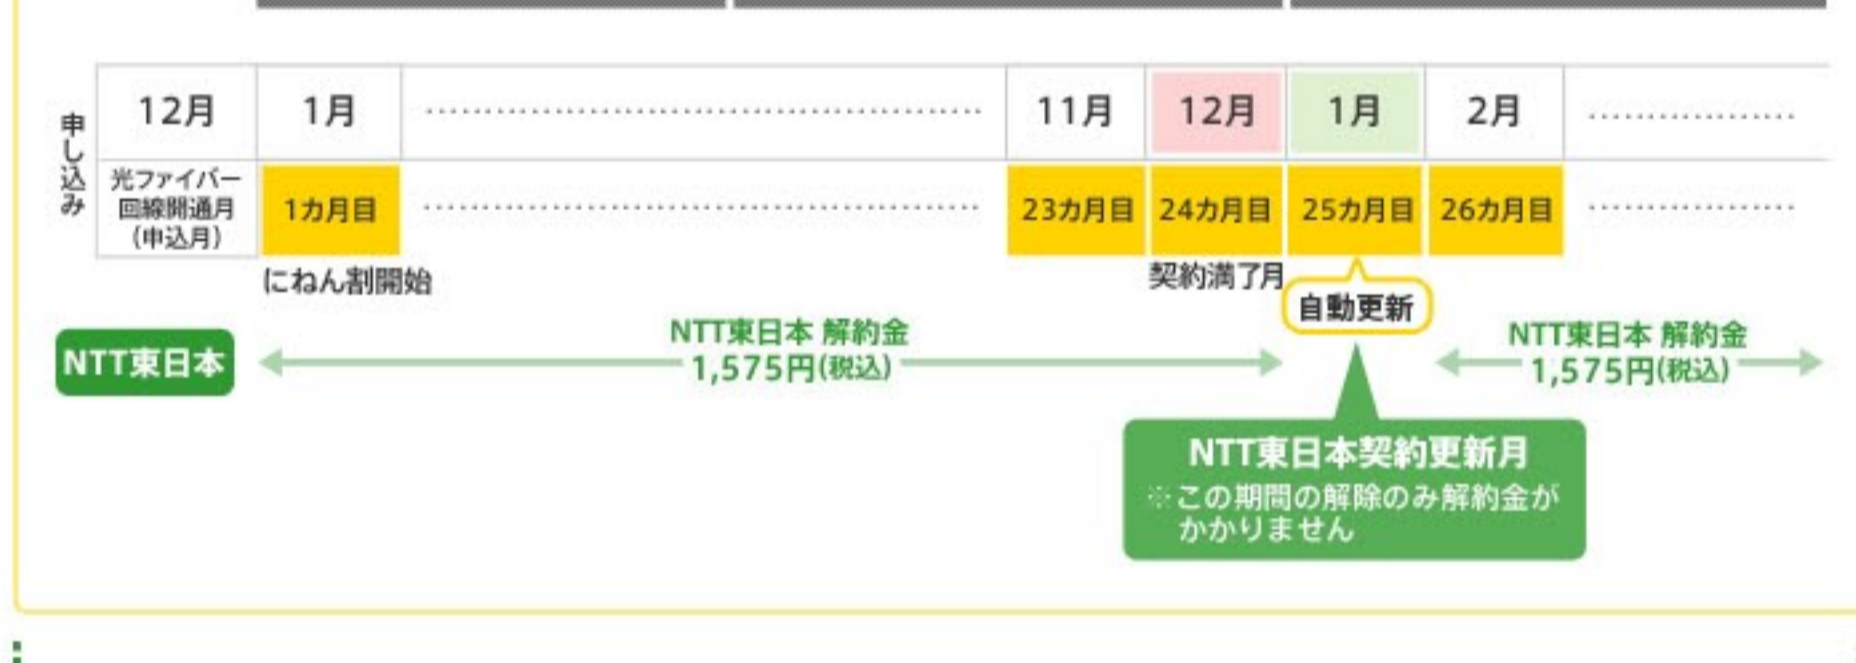 申し込み
12月
1月
11月
12月
1月
2月
光ファイバー
回線開通月
(申込月)
1カ月目
23カ月目
24カ月目
25カ月目
26カ月目
にねん割開始
契約満了月
自動更新
NTT東日本
NTT東日本 解約金
1,575円(税込)
NTT東日本 解約金
1,575円(税込)
NTT東日本契約更新月
※この期間の解除のみ解約金が
かかりません